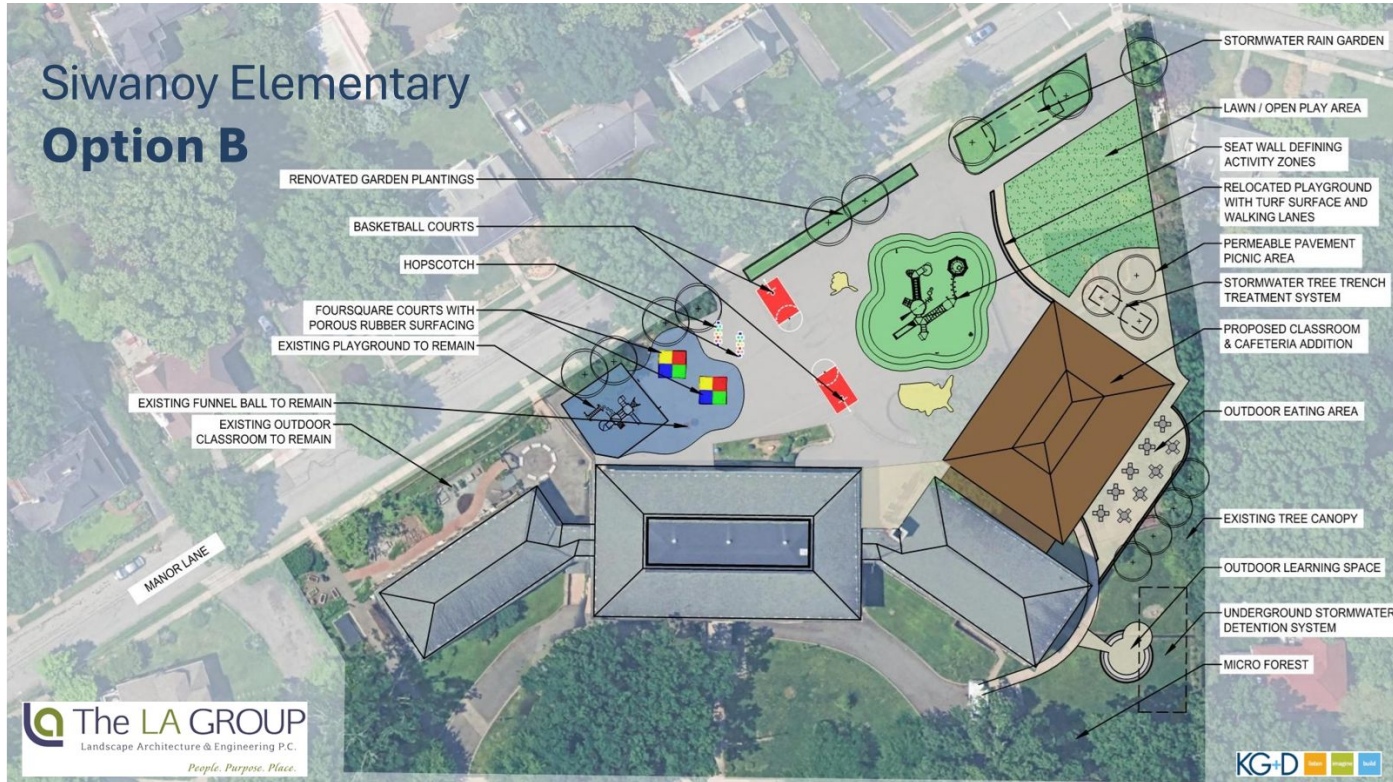 Siwanoy Elementary
Option B
RENOVATED GARDEN PLANTINGS
BASKETBALL COURTS
HOPSCOTCH
FOURSQUARE COURTS WITH
POROUS RUBBER SURFACING
EXISTING PLAYGROUND TO REMAIN
EXISTING FUNNEL BALL TO REMAIN
EXISTING OUTDOOR
CLASSROOM TO REMAIN
MANOR LANE
STORMWATER RAIN GARDEN
LAWN / OPEN PLAY AREA
SEAT WALL DEFINING
ACTIVITY ZONES
RELOCATED PLAYGROUND
WITH TURF SURFACE AND
WALKING LANES
PERMEABLE PAVEMENT
PICNIC AREA
STORMWATER TREE TRENCH
TREATMENT SYSTEM
PROPOSED CLASSROOM
& CAFETERIA ADDITION
OUTDOOR EATING AREA
EXISTING TREE CANOPY
OUTDOOR LEARNING SPACE
UNDERGROUND STORMWATER
DETENTION SYSTEM
MICRO FOREST
la The LA GROUP
Landscape Architecture & Engineering P.C.
People. Purpose. Place.
KG+D listen imagine build